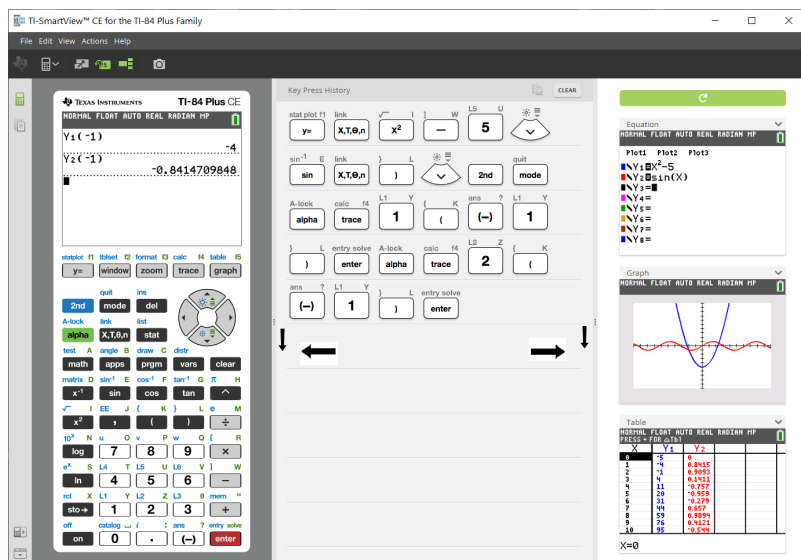 TI-SmartView™ CE for the TI-84 Plus Family
File Edit View Actions Help
TEXAS INSTRUMENTS TI-84 Plus CE
NORMAL FLOAT AUTO REAL RADIAN MP
Y1(-1)
-4
Y2(-1)
-0.8414709848
statplot f1 tblset f2 format f3 calc f4 table f5
y= window zoom trace graph
quit ins
2nd mode del
A-lock link list
alpha X,T,θ,n stat
test A angle B draw C distr
math apps prgm vars clear
matrix D sin⁻¹ E cos⁻¹ F tan⁻¹ G π H
x⁻¹ sin cos tan ^
√ I EE J { K } L e M
x² , ( ) ÷
10ˣ N u O v P w Q [ R
log 7 8 9 ×
eˣ S L4 T L5 U L6 V ] W
ln 4 5 6 −
rcl X L1 Y L2 Z L3 θ mem "
sto→ 1 2 3 +
off catalog i : ans ? entry solve
on 0 . (−) enter
Key Press History
CLEAR
stat plot f1 link √ I ] W L5 U
y= X,T,θ,n x² − 5
sin⁻¹ E link } L quit
sin X,T,θ,n ) 2nd mode
A-lock calc f4 L1 Y { K ans ? L1 Y
alpha trace 1 ( (−) 1
} L entry solve A-lock calc f4 L2 Z { K
) enter alpha trace 2 (
ans ? L1 Y } L entry solve
(−) 1 ) enter
Equation
NORMAL FLOAT AUTO REAL RADIAN MP
Plot1 Plot2 Plot3
\Y1=X²-5
\Y2=sin(X)
\Y3=
\Y4=
\Y5=
\Y6=
\Y7=
\Y8=
Graph
NORMAL FLOAT AUTO REAL RADIAN MP
Table
NORMAL FLOAT AUTO REAL RADIAN MP
PRESS + FOR △Tbl
X Y1 Y2
0 -5 0
1 -4 0.8415
2 -1 0.9093
3 4 0.1411
4 11 -0.757
5 20 -0.959
6 31 -0.279
7 44 0.657
8 59 0.9894
9 76 0.4121
10 95 -0.544
X=0